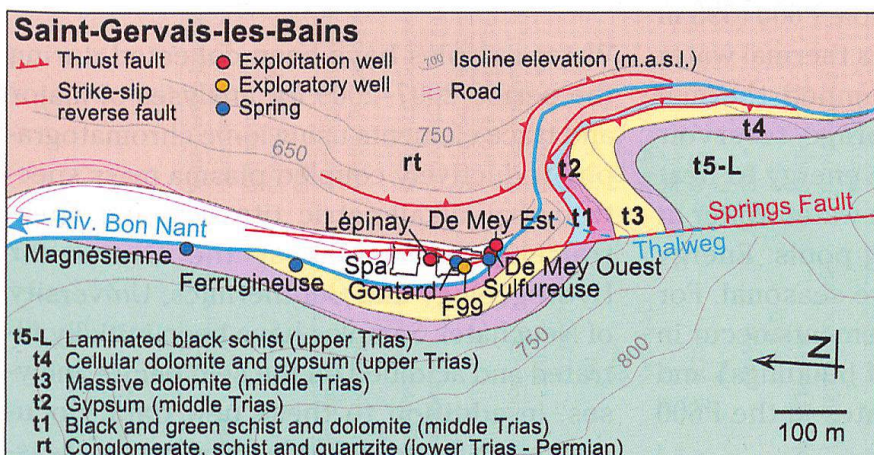 Saint-Gervais-les-Bains
Thrust fault
Exploitation well
700 Isoline elevation (m.a.s.l.)
Strike-slip
reverse fault
Exploratory well
Spring
Road
750
650
rt
t4
t2
t5-L
t1
t3
Riv. Bon Nant
Lépinay
De Mey Est
Springs Fault
Thalweg
Magnésienne
Spa
De Mey Ouest
Ferrugineuse
Gontard
Sulfureuse
F99
750
800
N
100 m
t5-L Laminated black schist (upper Trias)
t4 Cellular dolomite and gypsum (upper Trias)
t3 Massive dolomite (middle Trias)
t2 Gypsum (middle Trias)
t1 Black and green schist and dolomite (middle Trias)
rt Conglomerate, schist and quartzite (lower Trias - Permian)